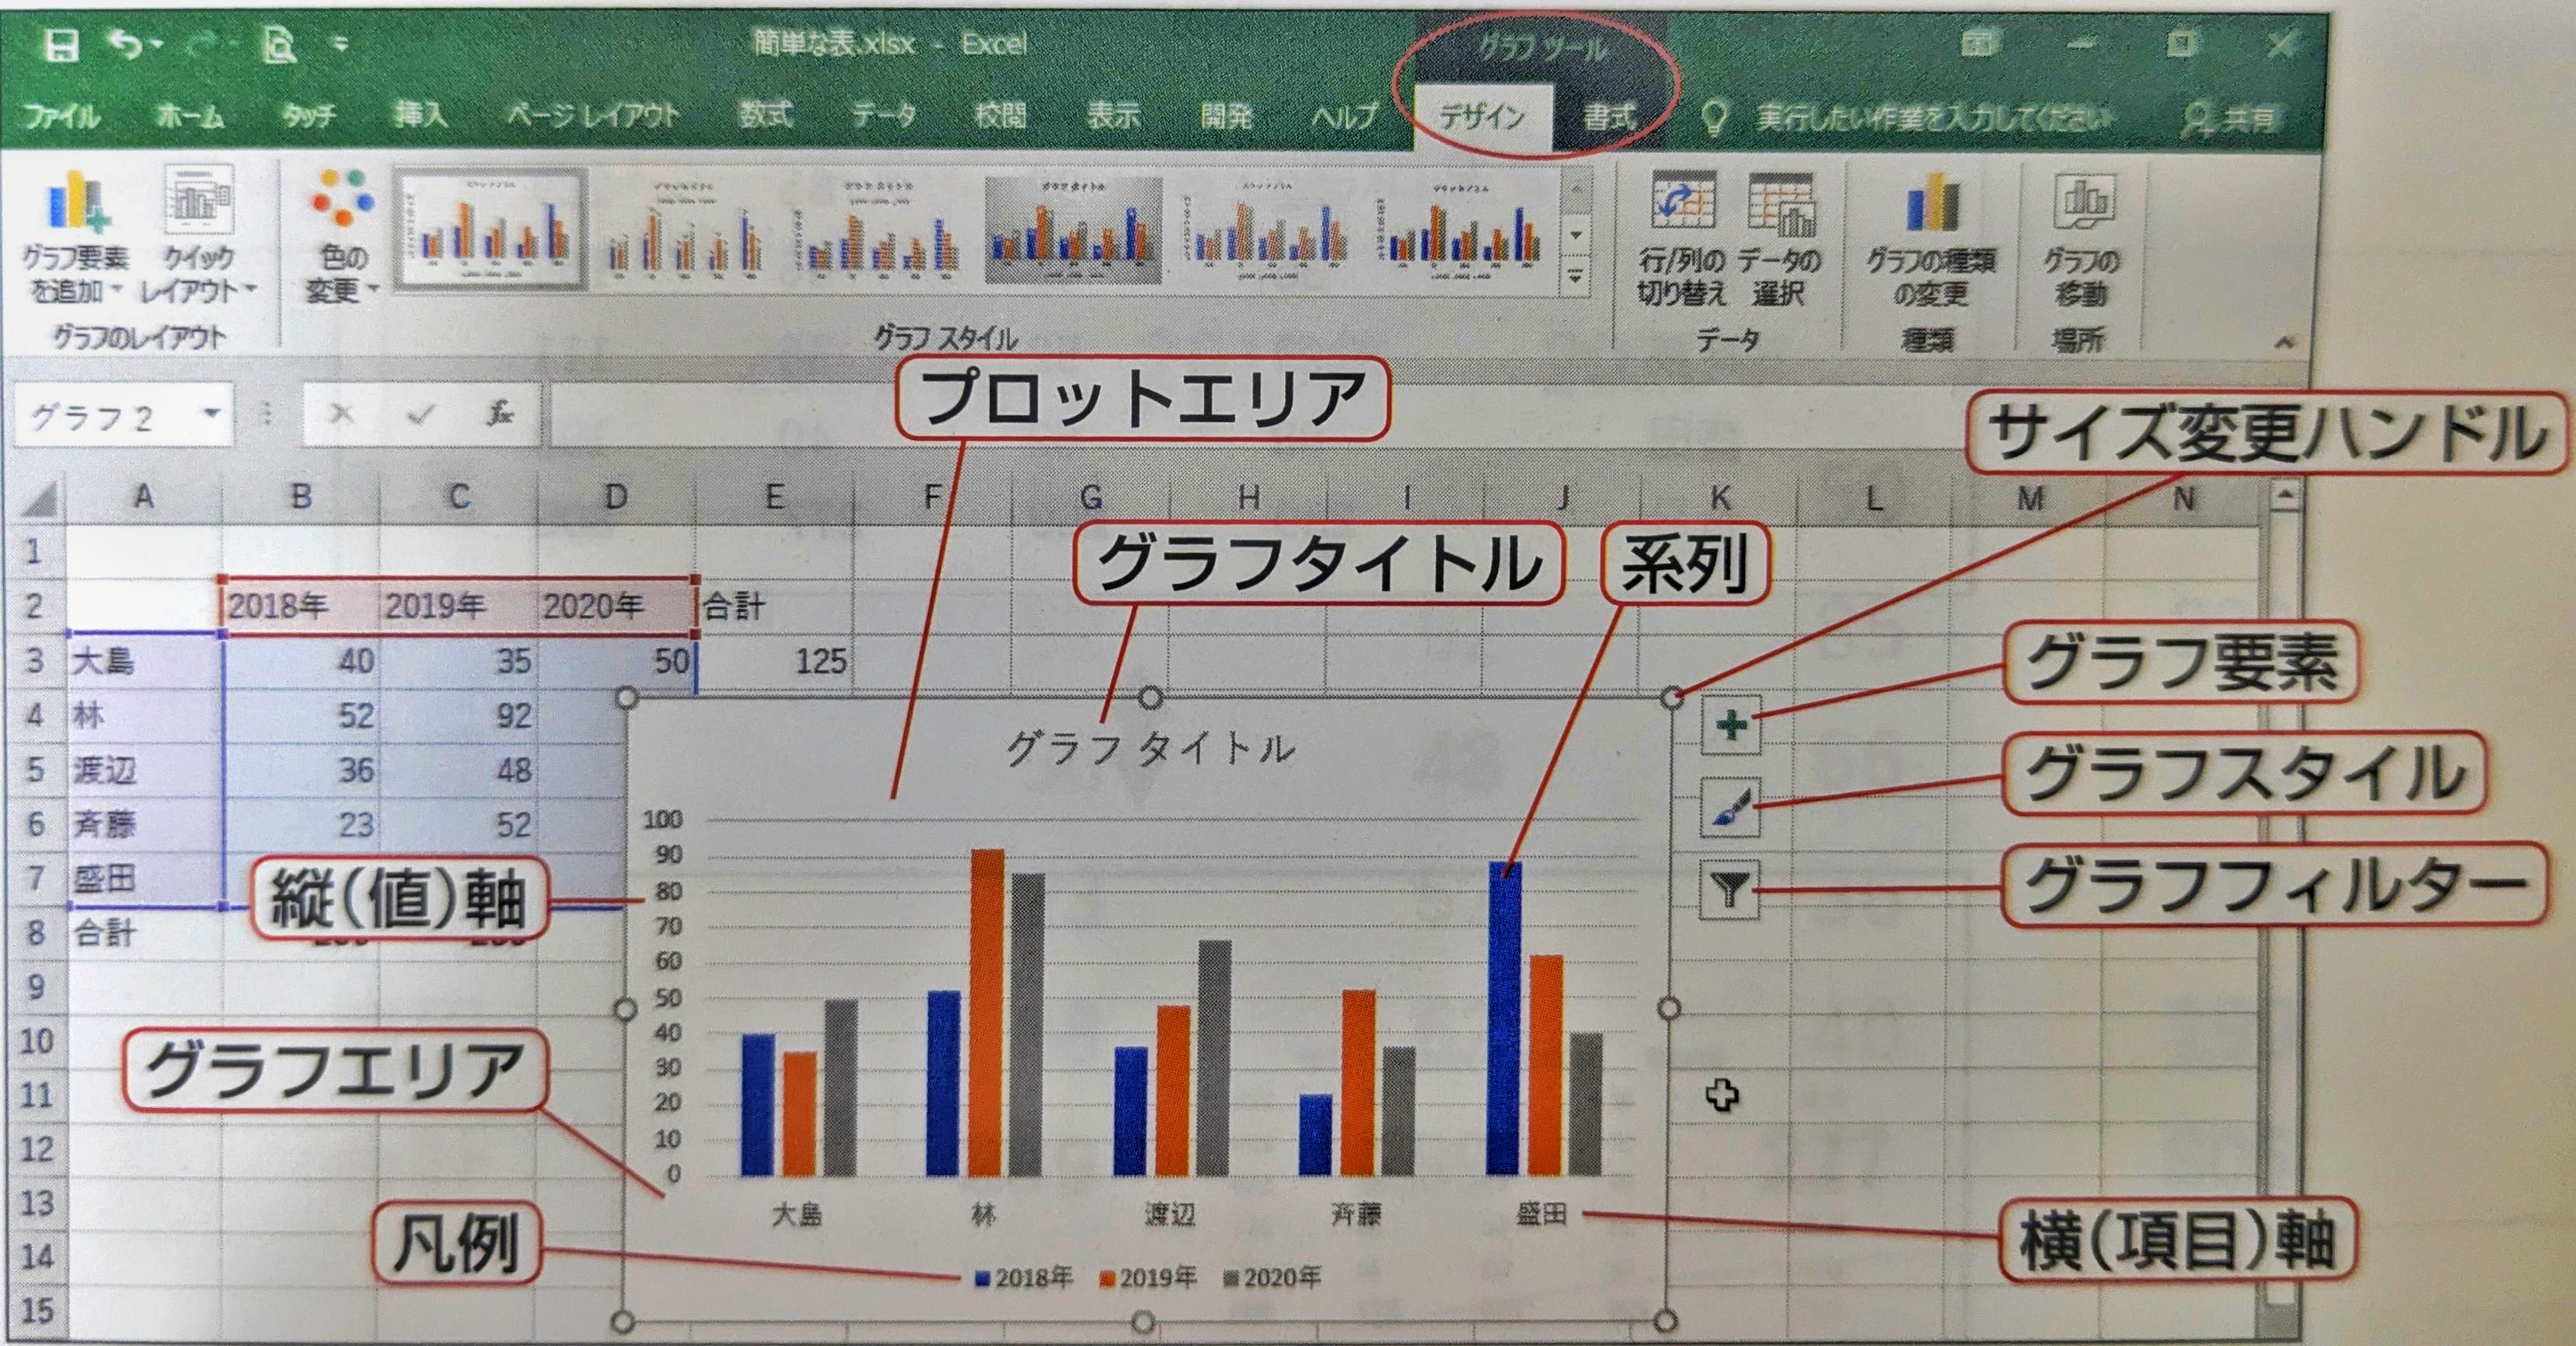 簡単な表.xlsx - Excel
グラフ ツール
ファイル ホーム タッチ 挿入 ページ レイアウト 数式 データ 校閲 表示 開発 ヘルプ デザイン 書式 実行したい作業を入力してください 共有
グラフ要素 クイック 色の 行/列の データの グラフの種類 グラフの
を追加 レイアウト 変更 切り替え 選択 の変更 移動
グラフのレイアウト グラフ スタイル データ 種類 場所
プロットエリア
サイズ変更ハンドル
グラフ 2 fx
A B C D E F G H I J K L M N
グラフタイトル 系列
1
2 2018年 2019年 2020年 合計
3 大島 40 35 50 125
グラフ要素
4 林 52 92
グラフ タイトル
グラフスタイル
5 渡辺 36 48
6 斉藤 23 52
グラフフィルター
7 盛田
縦(値)軸
8 合計
100
90
80
70
60
50
40
30
20
10
0
9
10
グラフエリア
11
12
13
大島 林 渡辺 斉藤 盛田
横(項目)軸
凡例
14
2018年 2019年 2020年
15